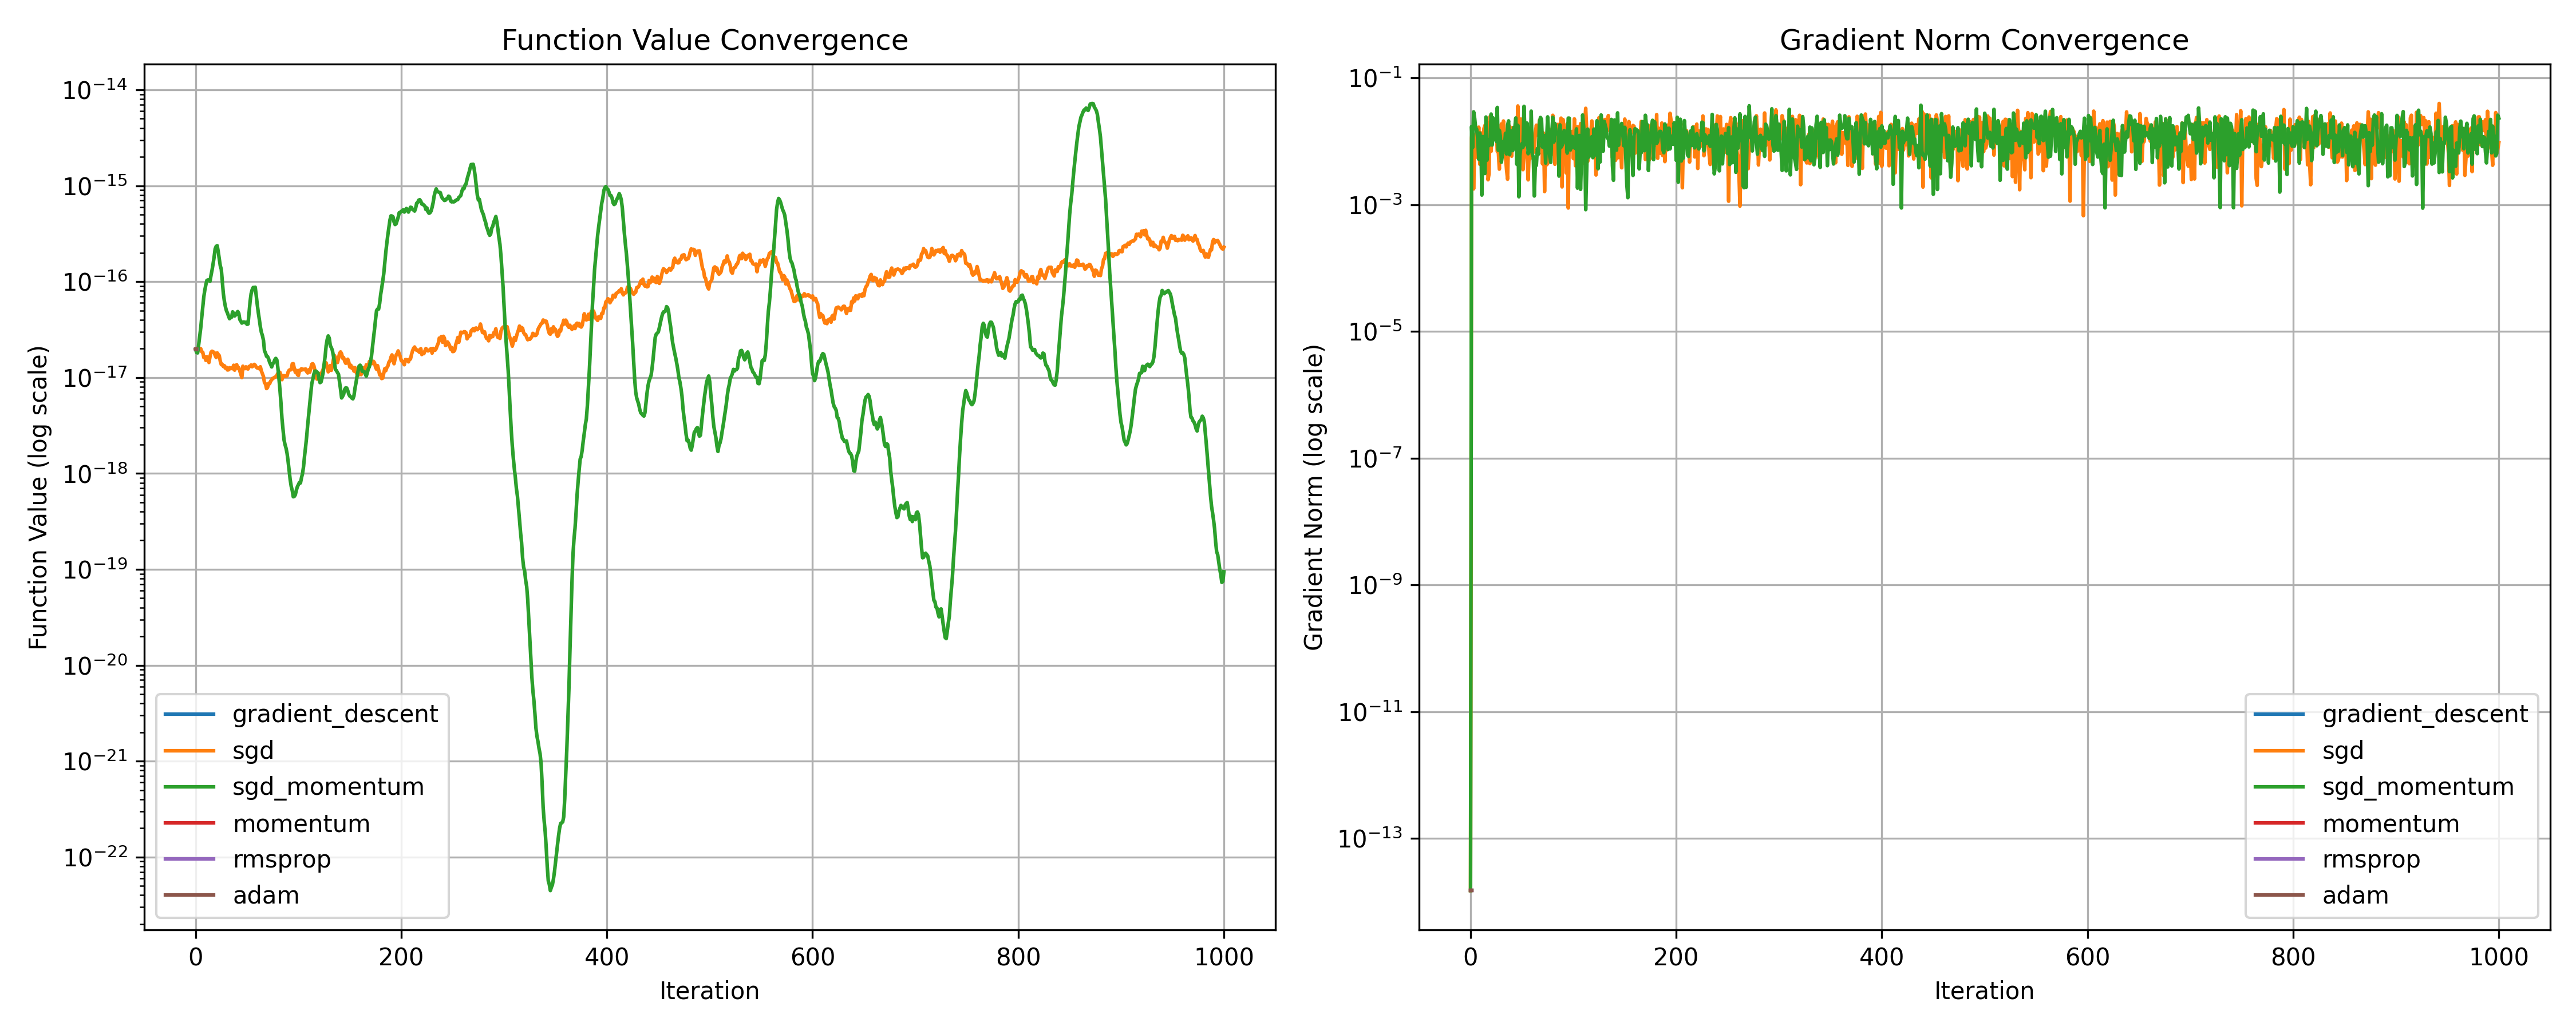 Function Value Convergence
Function Value (log scale)
10⁻¹⁴
10⁻¹⁵
10⁻¹⁶
10⁻¹⁷
10⁻¹⁸
10⁻¹⁹
10⁻²⁰
10⁻²¹
10⁻²²
gradient_descent
sgd
sgd_momentum
momentum
rmsprop
adam
0 200 400 600 800 1000
Iteration
Gradient Norm Convergence
Gradient Norm (log scale)
10⁻¹
10⁻³
10⁻⁵
10⁻⁷
10⁻⁹
10⁻¹¹
10⁻¹³
gradient_descent
sgd
sgd_momentum
momentum
rmsprop
adam
0 200 400 600 800 1000
Iteration